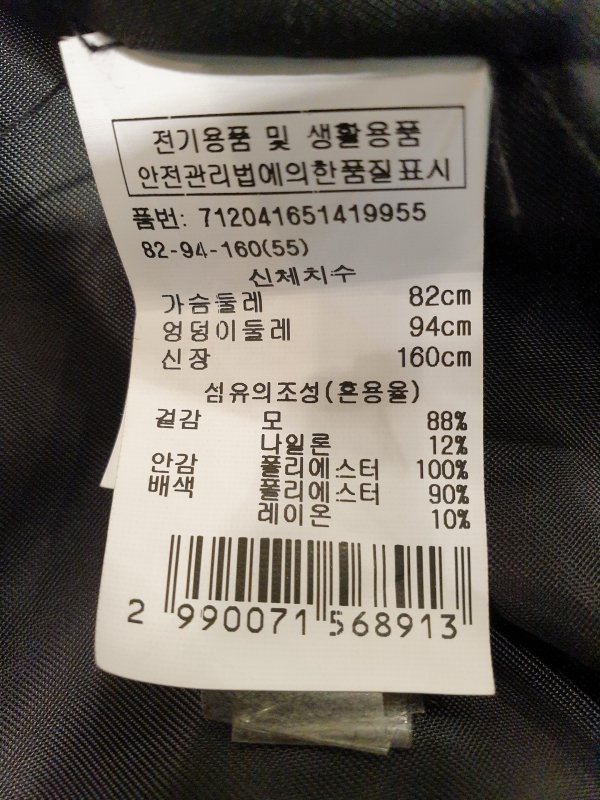 전기용품 및 생활용품
안전관리법에의한품질표시
품번: 712041651419955
82-94-160(55)
신체치수
가슴둘레 82cm
엉덩이둘레 94cm
신장 160cm
섬유의조성(혼용율)
겉감 모 88%
나일론 12%
안감 폴리에스터 100%
배색 폴리에스터 90%
레이온 10%
2 990071 568913